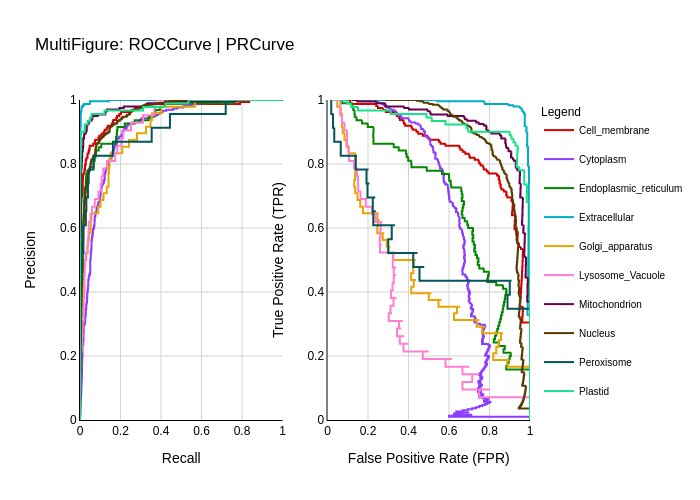 MultiFigure: ROCCurve | PRCurve
Precision
1
0.8
0.6
0.4
0.2
0
0
0.2
0.4
0.6
0.8
1
Recall
True Positive Rate (TPR)
1
0.8
0.6
0.4
0.2
0
0
0.2
0.4
0.6
0.8
1
False Positive Rate (FPR)
Legend
Cell_membrane
Cytoplasm
Endoplasmic_reticulum
Extracellular
Golgi_apparatus
Lysosome_Vacuole
Mitochondrion
Nucleus
Peroxisome
Plastid